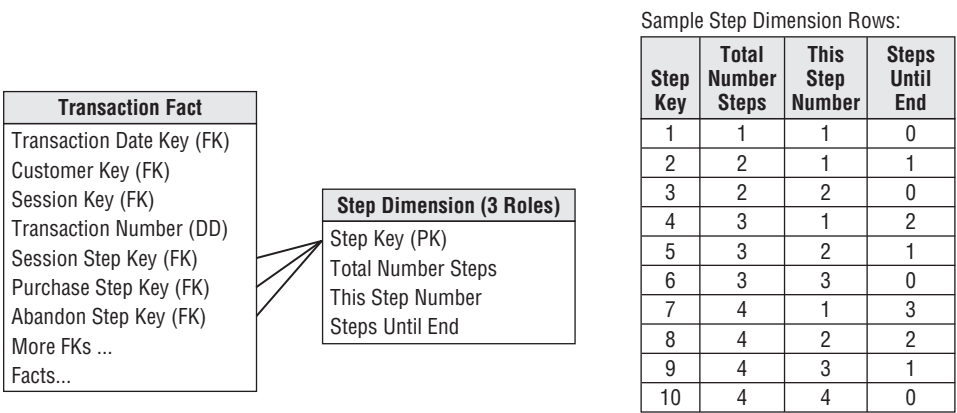 Transaction Fact
Transaction Date Key (FK)
Customer Key (FK)
Session Key (FK)
Transaction Number (DD)
Session Step Key (FK)
Purchase Step Key (FK)
Abandon Step Key (FK)
More FKs ...
Facts...
Step Dimension (3 Roles)
Step Key (PK)
Total Number Steps
This Step Number
Steps Until End
Sample Step Dimension Rows:
Step Key Total Number Steps This Step Number Steps Until End
1 1 1 0
2 2 1 1
3 2 2 0
4 3 1 2
5 3 2 1
6 3 3 0
7 4 1 3
8 4 2 2
9 4 3 1
10 4 4 0